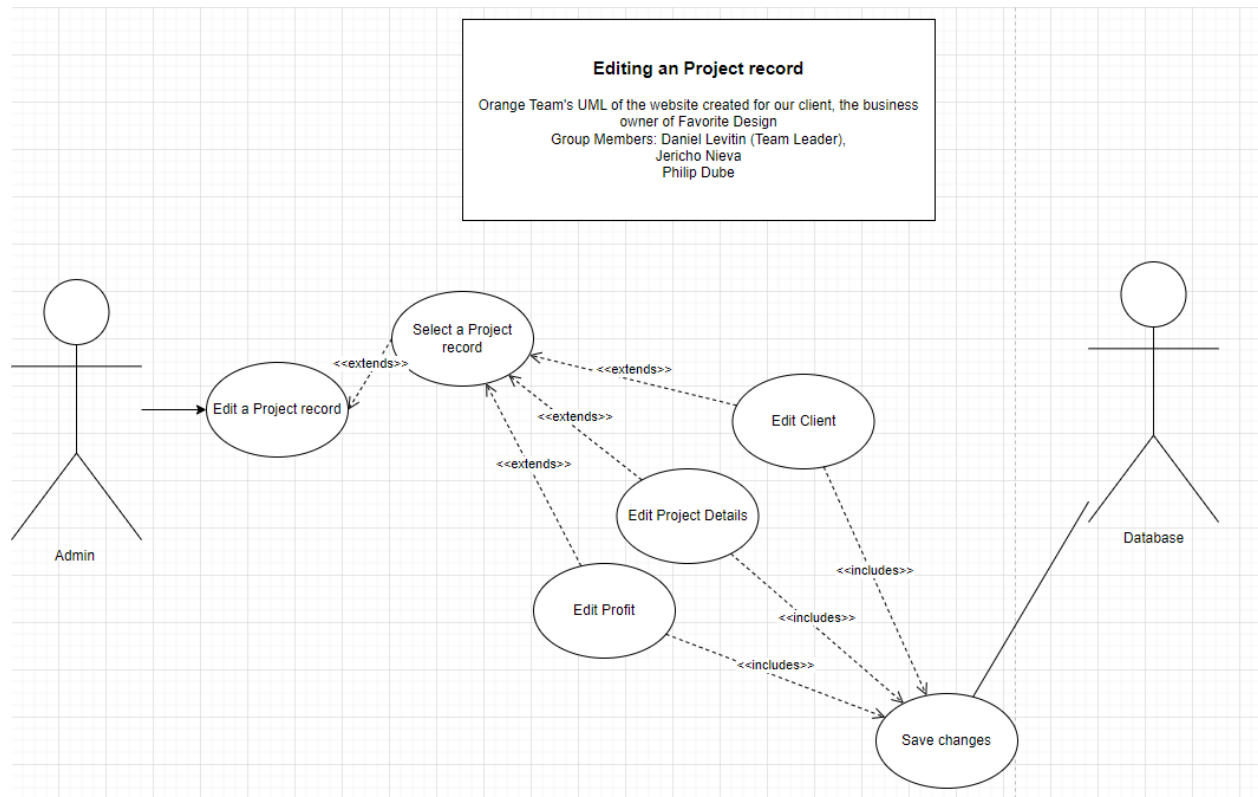 Editing an Project record
Orange Team's UML of the website created for our client, the business
owner of Favorite Design
Group Members: Daniel Levitin (Team Leader),
Jericho Nieva
Philip Dube
Select a Project
record
<<extends>>
<<extends>>
Edit a Project record
<<extends>>
Edit Client
<<extends>>
Edit Project Details
Database
Admin
<<includes>>
Edit Profit
<<includes>>
<<includes>>
Save changes